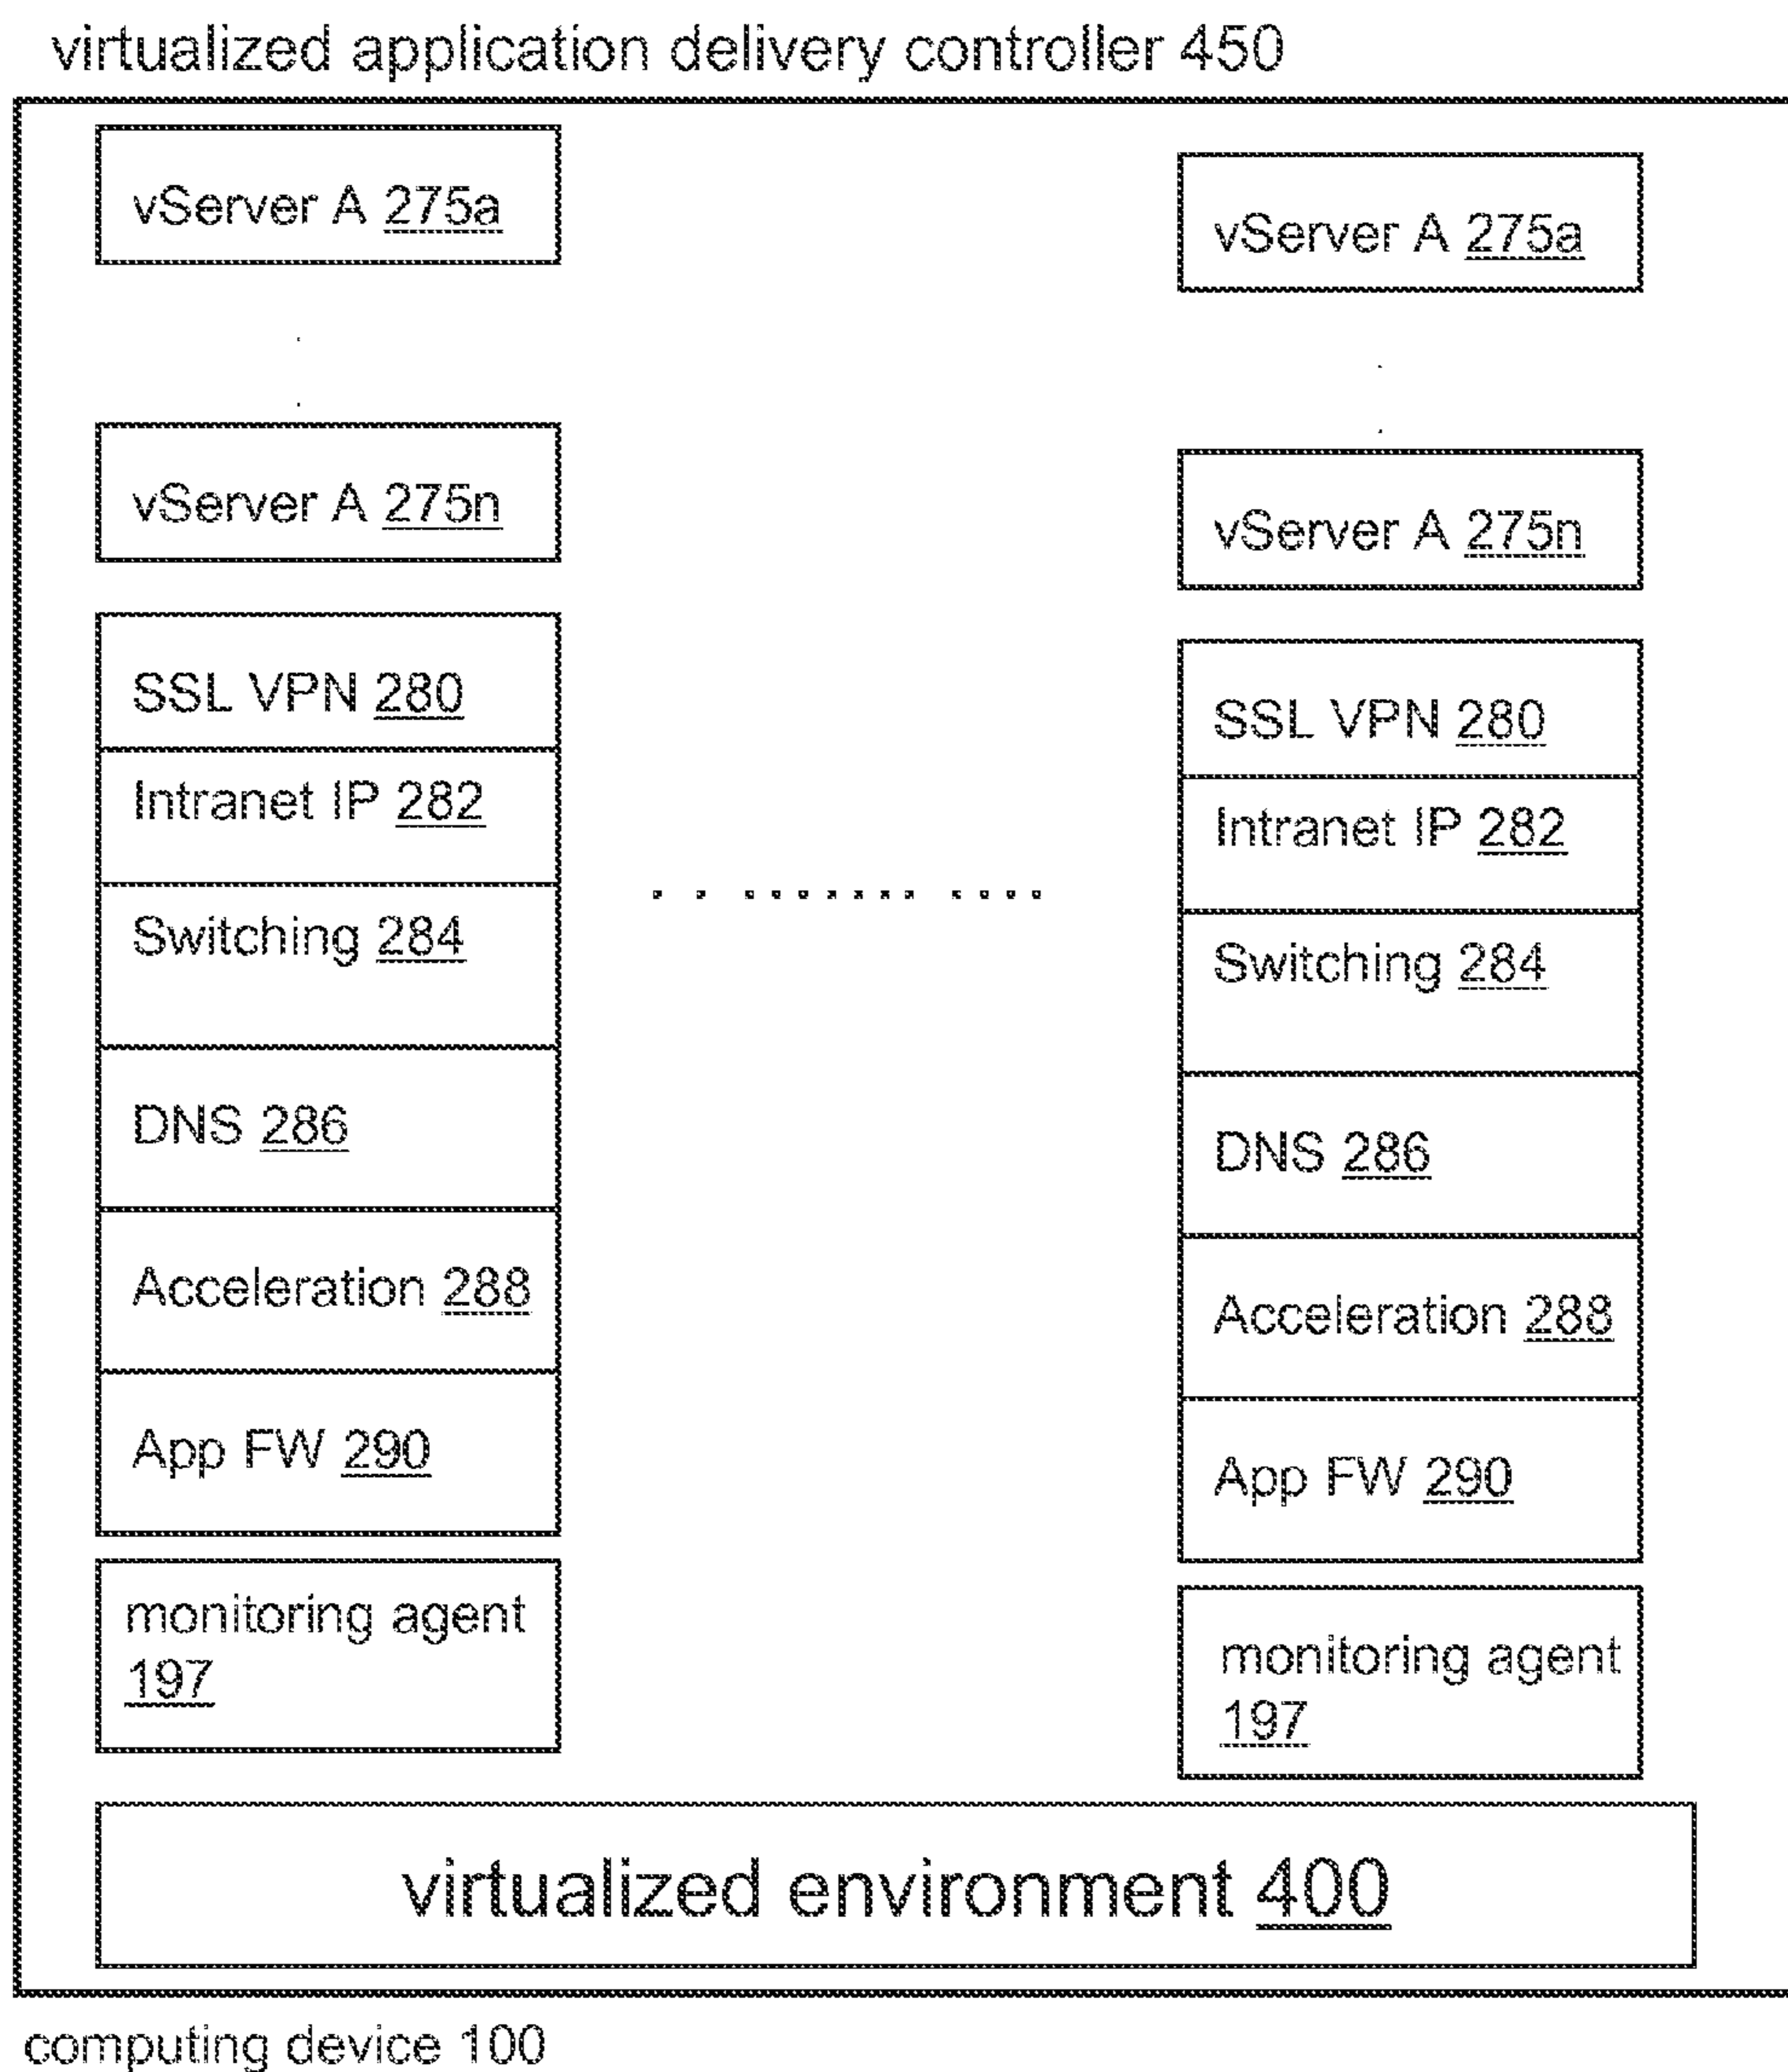 virtualized application delivery controller 450
vServer A 275a
vServer A 275n
SSL VPN 280
Intranet IP 282
Switching 284
DNS 286
Acceleration 288
App FW 290
monitoring agent
197
vServer A 275a
vServer A 275n
SSL VPN 280
Intranet IP 282
Switching 284
DNS 286
Acceleration 288
App FW 290
monitoring agent
197
virtualized environment 400
computing device 100